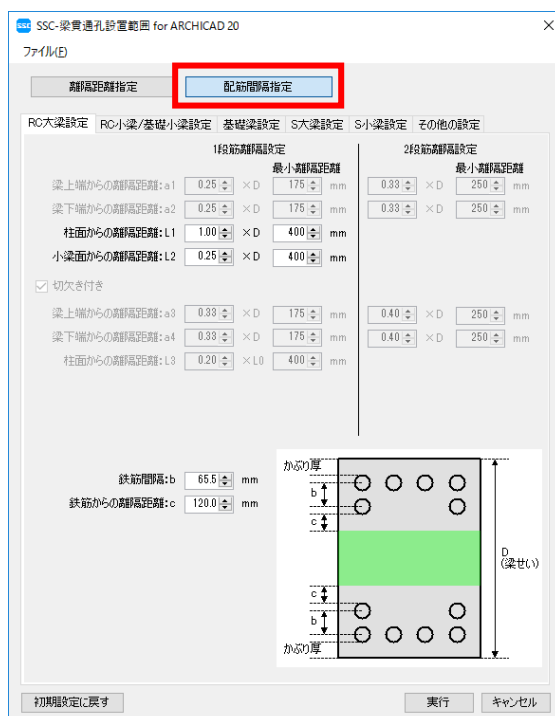 SSC-梁貫通孔設置範囲 for ARCHICAD 20
ファイル(F)
離隔距離指定 配筋間隔指定
RC大梁設定 RC小梁/基礎小梁設定 基礎梁設定 S大梁設定 S小梁設定 その他の設定
1段筋離隔設定 2段筋離隔設定
最小離隔距離 最小離隔距離
梁上端からの離隔距離:a1 0.25 ×D 175 mm 0.33 ×D 250 mm
梁下端からの離隔距離:a2 0.25 ×D 175 mm 0.33 ×D 250 mm
柱面からの離隔距離:L1 1.00 ×D 400 mm
小梁面からの離隔距離:L2 0.25 ×D 400 mm
切欠き付き
梁上端からの離隔距離:a3 0.33 ×D 175 mm 0.40 ×D 250 mm
梁下端からの離隔距離:a4 0.33 ×D 175 mm 0.40 ×D 250 mm
柱面からの離隔距離:L3 0.20 ×L0 400 mm
鉄筋間隔:b 65.5 mm
鉄筋からの離隔距離:c 120.0 mm
かぶり厚
b
c
D
(梁せい)
c
b
かぶり厚
初期設定に戻す 実行 キャンセル